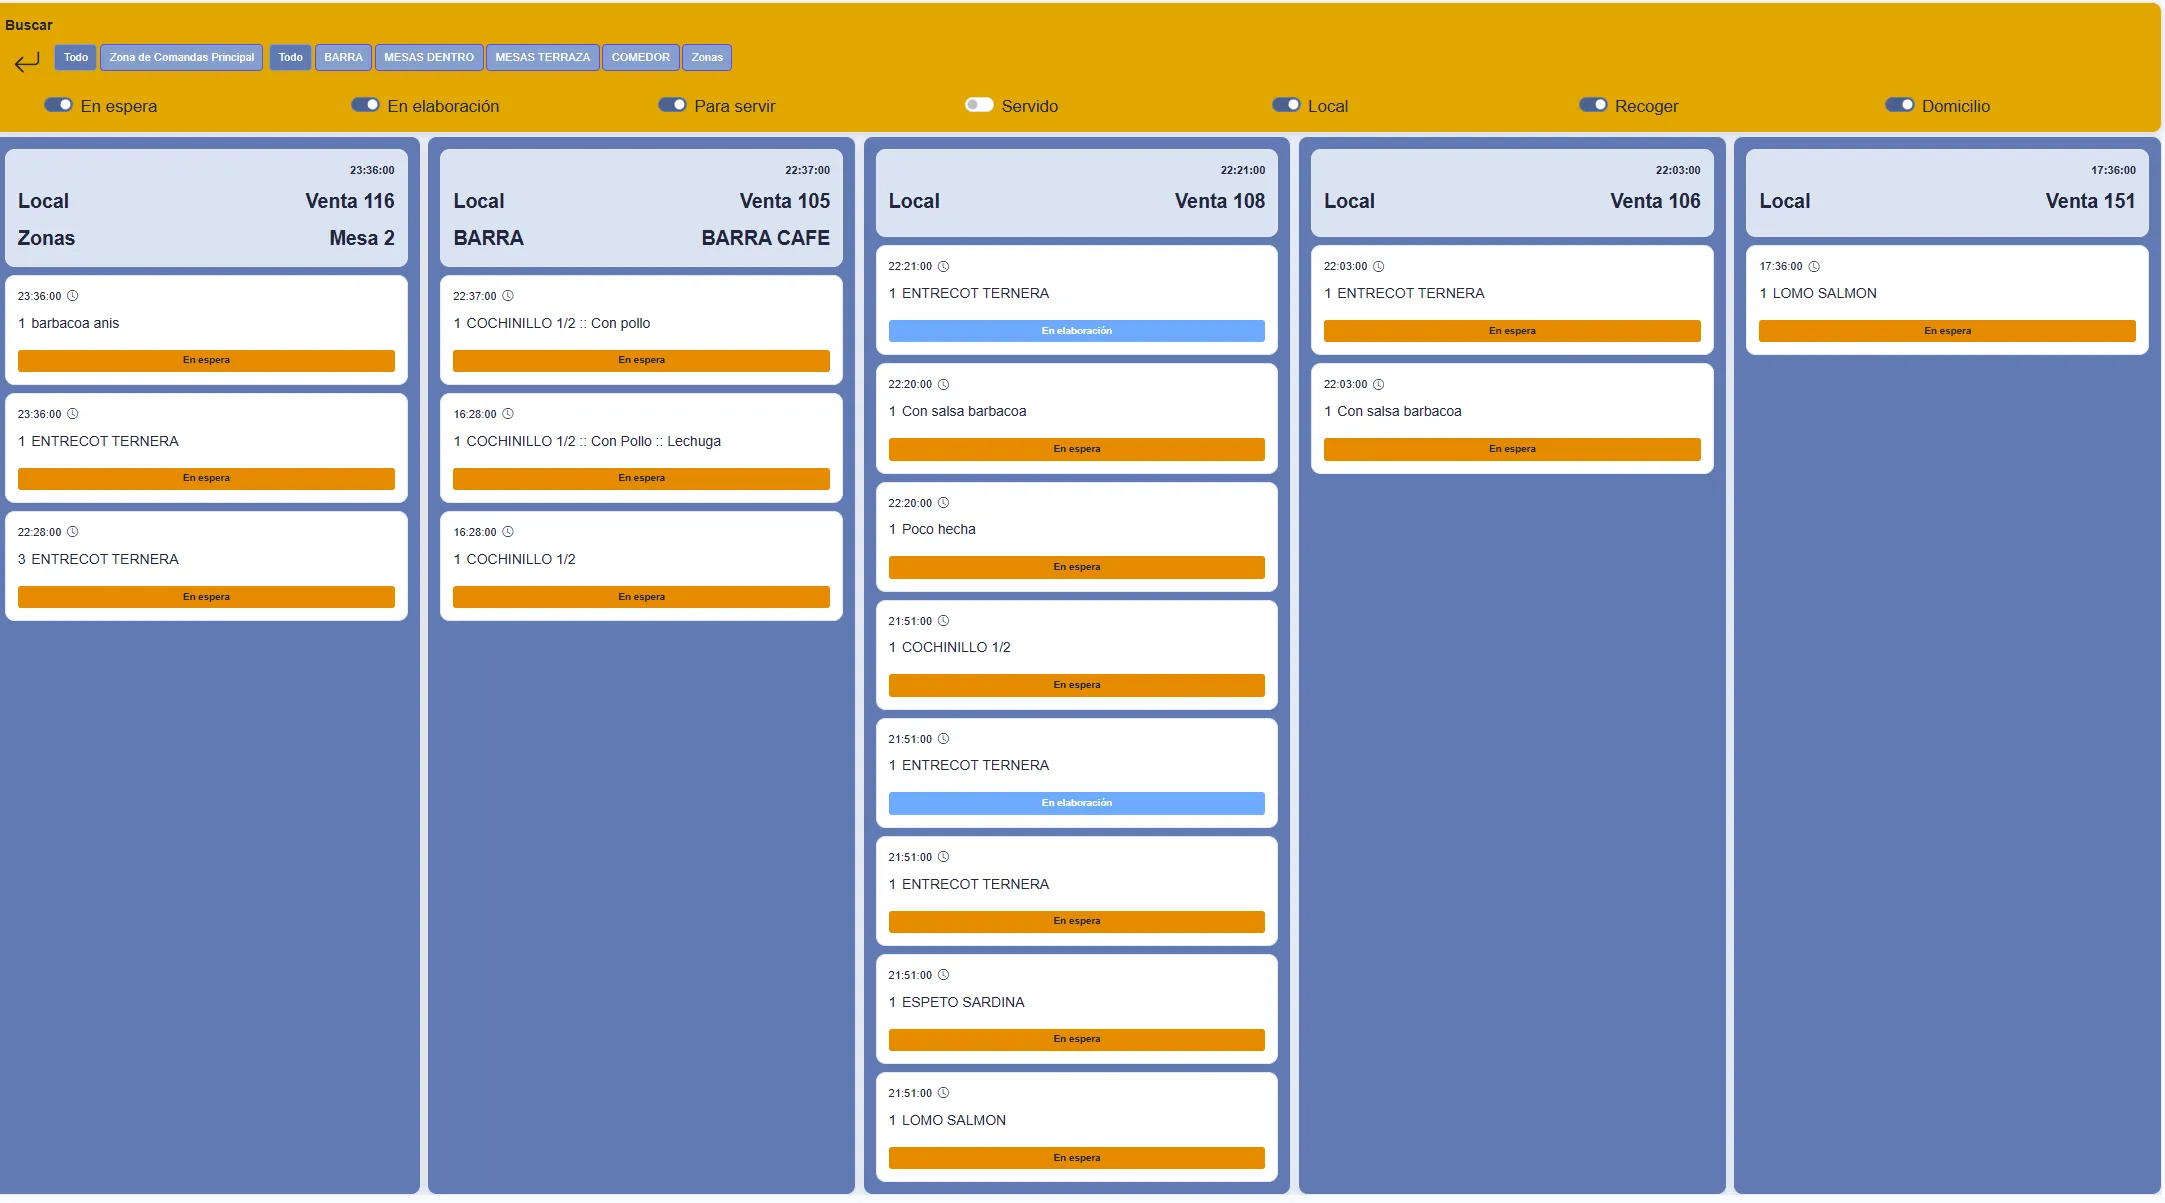 Buscar
Todo Zona de Comandas Principal Todo BARRA MESAS DENTRO MESAS TERRAZA COMEDOR Zonas
En espera En elaboración Para servir Servido Local Recoger Domicilio
23:36:00
Local Venta 116
Zonas Mesa 2
23:36:00
1 barbacoa anis
En espera
23:36:00
1 ENTRECOT TERNERA
En espera
22:28:00
3 ENTRECOT TERNERA
En espera
22:37:00
Local Venta 105
BARRA BARRA CAFE
22:37:00
1 COCHINILLO 1/2 :: Con pollo
En espera
16:28:00
1 COCHINILLO 1/2 :: Con Pollo :: Lechuga
En espera
16:28:00
1 COCHINILLO 1/2
En espera
22:21:00
Local Venta 108
22:21:00
1 ENTRECOT TERNERA
En elaboración
22:20:00
1 Con salsa barbacoa
En espera
22:20:00
1 Poco hecha
En espera
21:51:00
1 COCHINILLO 1/2
En espera
21:51:00
1 ENTRECOT TERNERA
En elaboración
21:51:00
1 ENTRECOT TERNERA
En espera
21:51:00
1 ESPETO SARDINA
En espera
21:51:00
1 LOMO SALMON
En espera
22:03:00
Local Venta 106
22:03:00
1 ENTRECOT TERNERA
En espera
22:03:00
1 Con salsa barbacoa
En espera
17:36:00
Local Venta 151
17:36:00
1 LOMO SALMON
En espera